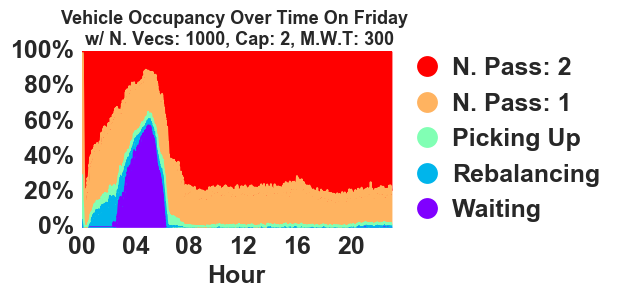 Vehicle Occupancy Over Time On Friday
w/ N. Vecs: 1000, Cap: 2, M.W.T: 300
100%
80%
60%
40%
20%
0%
00 04 08 12 16 20
Hour
N. Pass: 2
N. Pass: 1
Picking Up
Rebalancing
Waiting